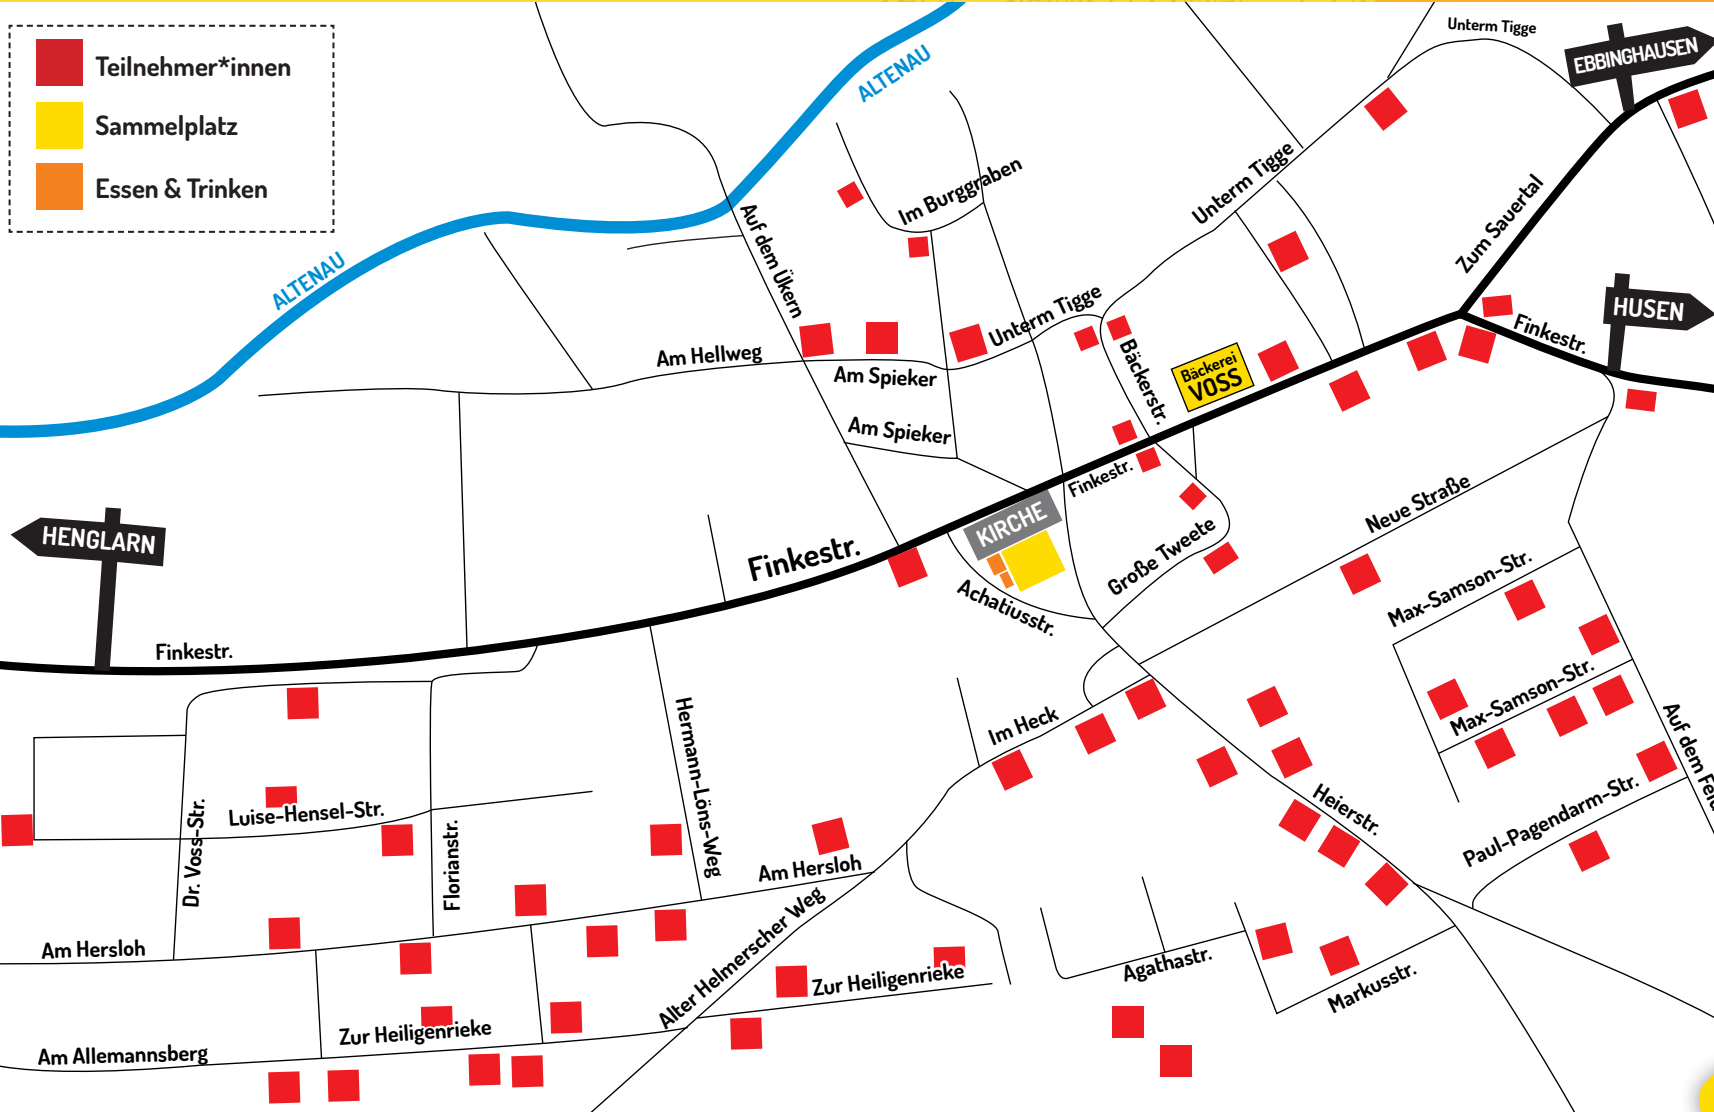 Teilnehmer*innen
Sammelplatz
Essen & Trinken
ALTENAU
ALTENAU
Unterm Tigge
EBBINGHAUSEN
Im Burggraben
Unterm Tigge
Zum Sauertal
Auf dem Ükern
HUSEN
Unterm Tigge
Finkestr.
Am Hellweg
Am Spieker
Bäckerstr.
Bäckerei
VOSS
Am Spieker
Finkestr.
Neue Straße
HENGLARN
KIRCHE
Finkestr.
Große Tweete
Achatiusstr.
Max-Samson-Str.
Finkestr.
Max-Samson-Str.
Im Heck
Hermann-Löns-Weg
Auf dem Feld
Luise-Hensel-Str.
Dr. Voss-Str.
Florianstr.
Heierstr.
Paul-Pagendarm-Str.
Am Hersloh
Am Hersloh
Alter Helmerscher Weg
Zur Heiligenrieke
Agathastr.
Markusstr.
Zur Heiligenrieke
Am Allemannsberg